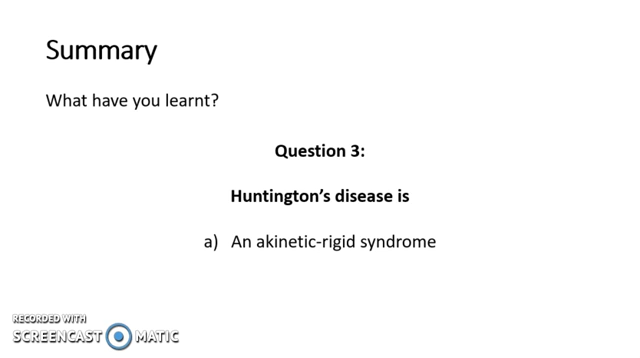 Summary
What have you learnt?
Question 3:
Huntington's disease is
a) An akinetic-rigid syndrome
RECORDED WITH
SCREENCAST MATIC